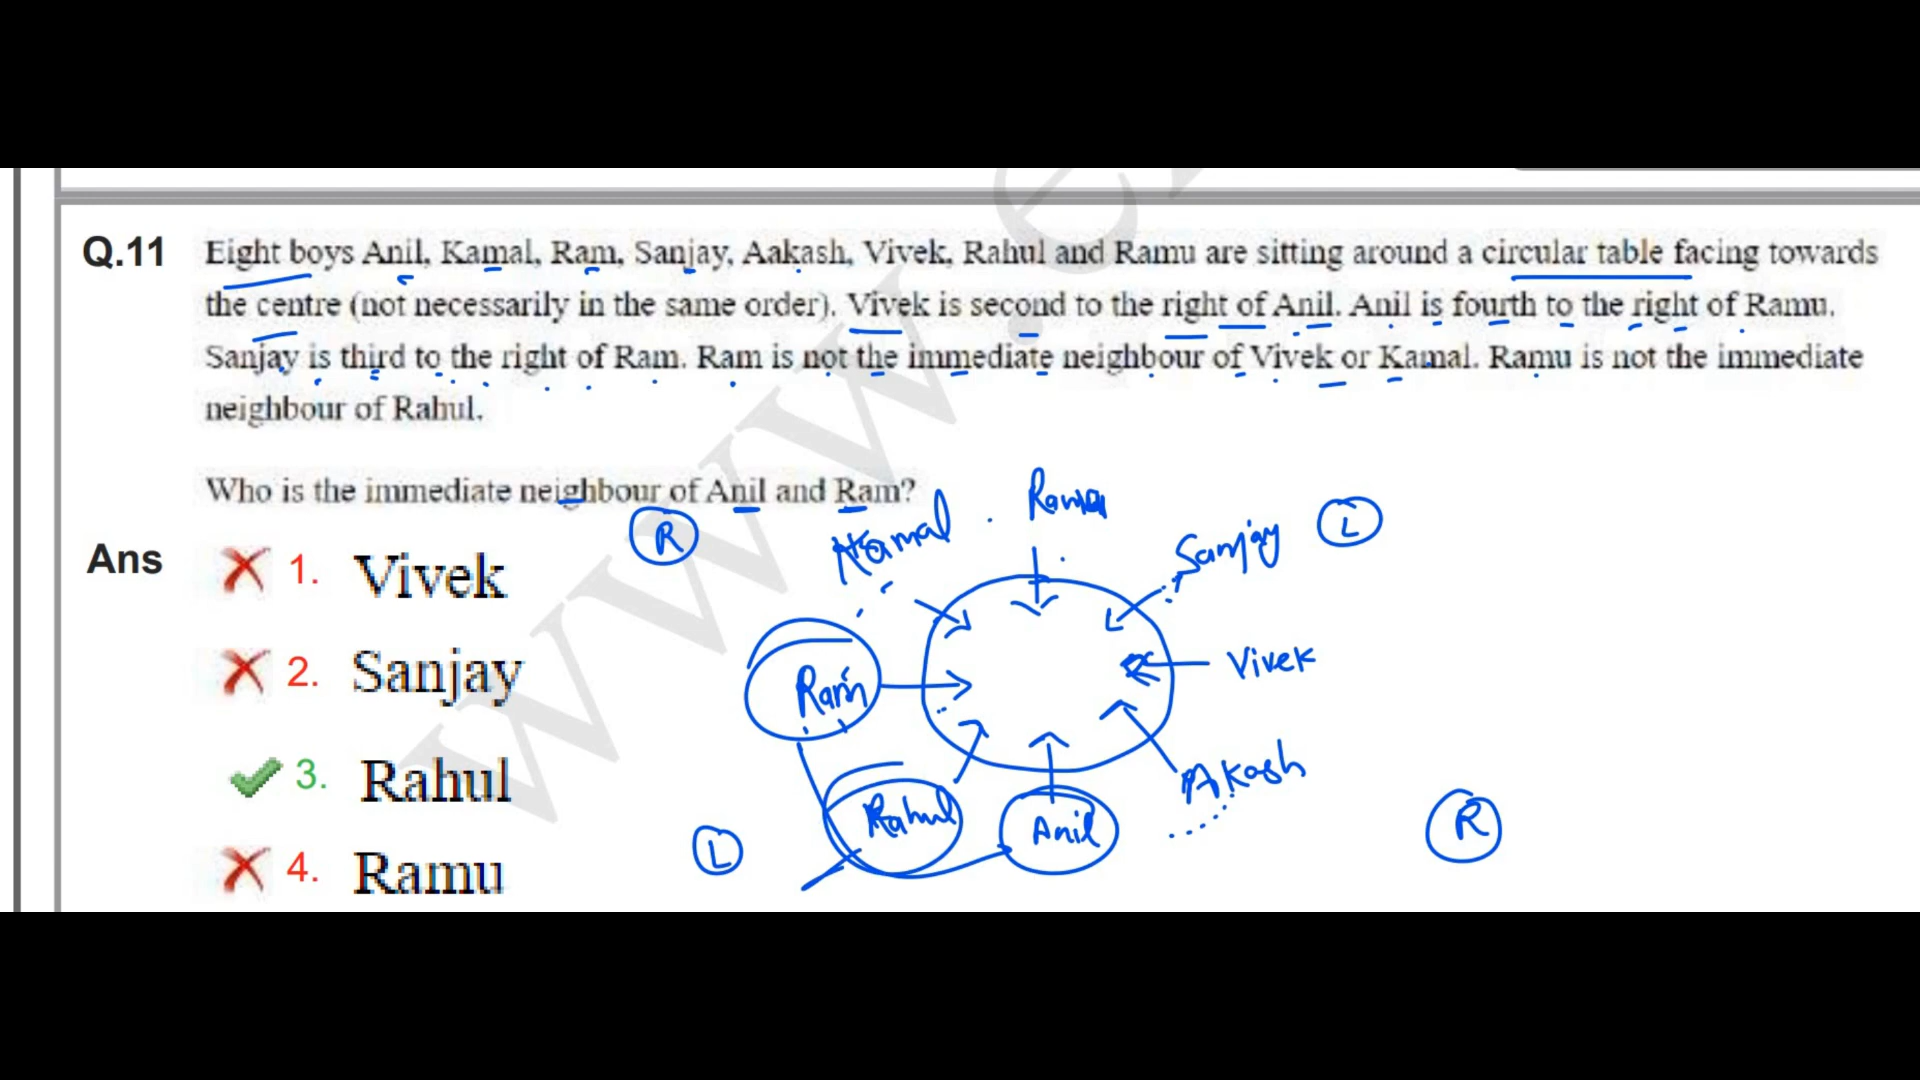 Q.11 Eight boys Anil, Kamal, Ram, Sanjay, Aakash, Vivek, Rahul and Ramu are sitting around a circular table facing towards
the centre (not necessarily in the same order). Vivek is second to the right of Anil. Anil is fourth to the right of Ramu.
Sanjay is third to the right of Ram. Ram is not the immediate neighbour of Vivek or Kamal. Ramu is not the immediate
neighbour of Rahul.
Who is the immediate neighbour of Anil and Ram?
Ans 1. Vivek
2. Sanjay
3. Rahul
4. Ramu
R
Kamal
Ramu
Sanjay
L
Ram
Vivek
Rahul
Anil
Akash
L
R
www.e